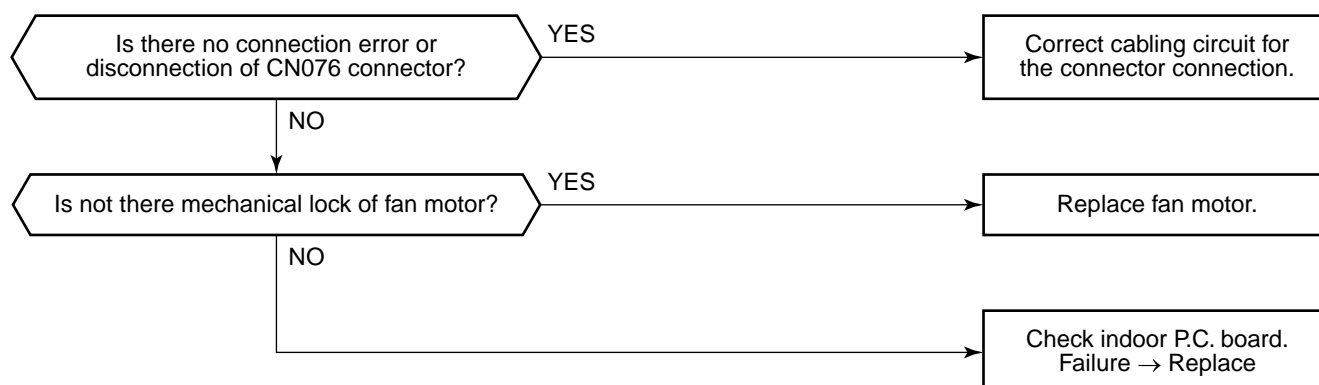 Is there no connection error or
disconnection of CN076 connector?
YES
Correct cabling circuit for
the connector connection.
NO
Is not there mechanical lock of fan motor?
YES
Replace fan motor.
NO
Check indoor P.C. board.
Failure → Replace